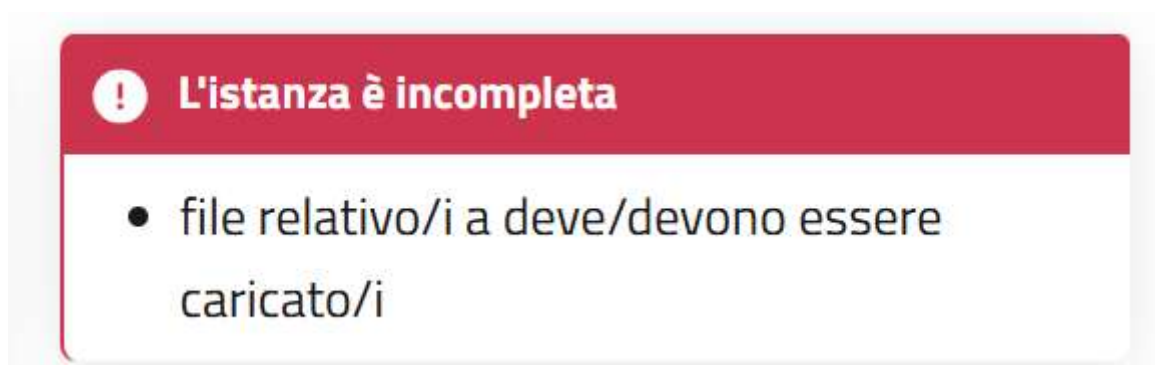 L'istanza è incompleta
file relativo/i a deve/devono essere
caricato/i